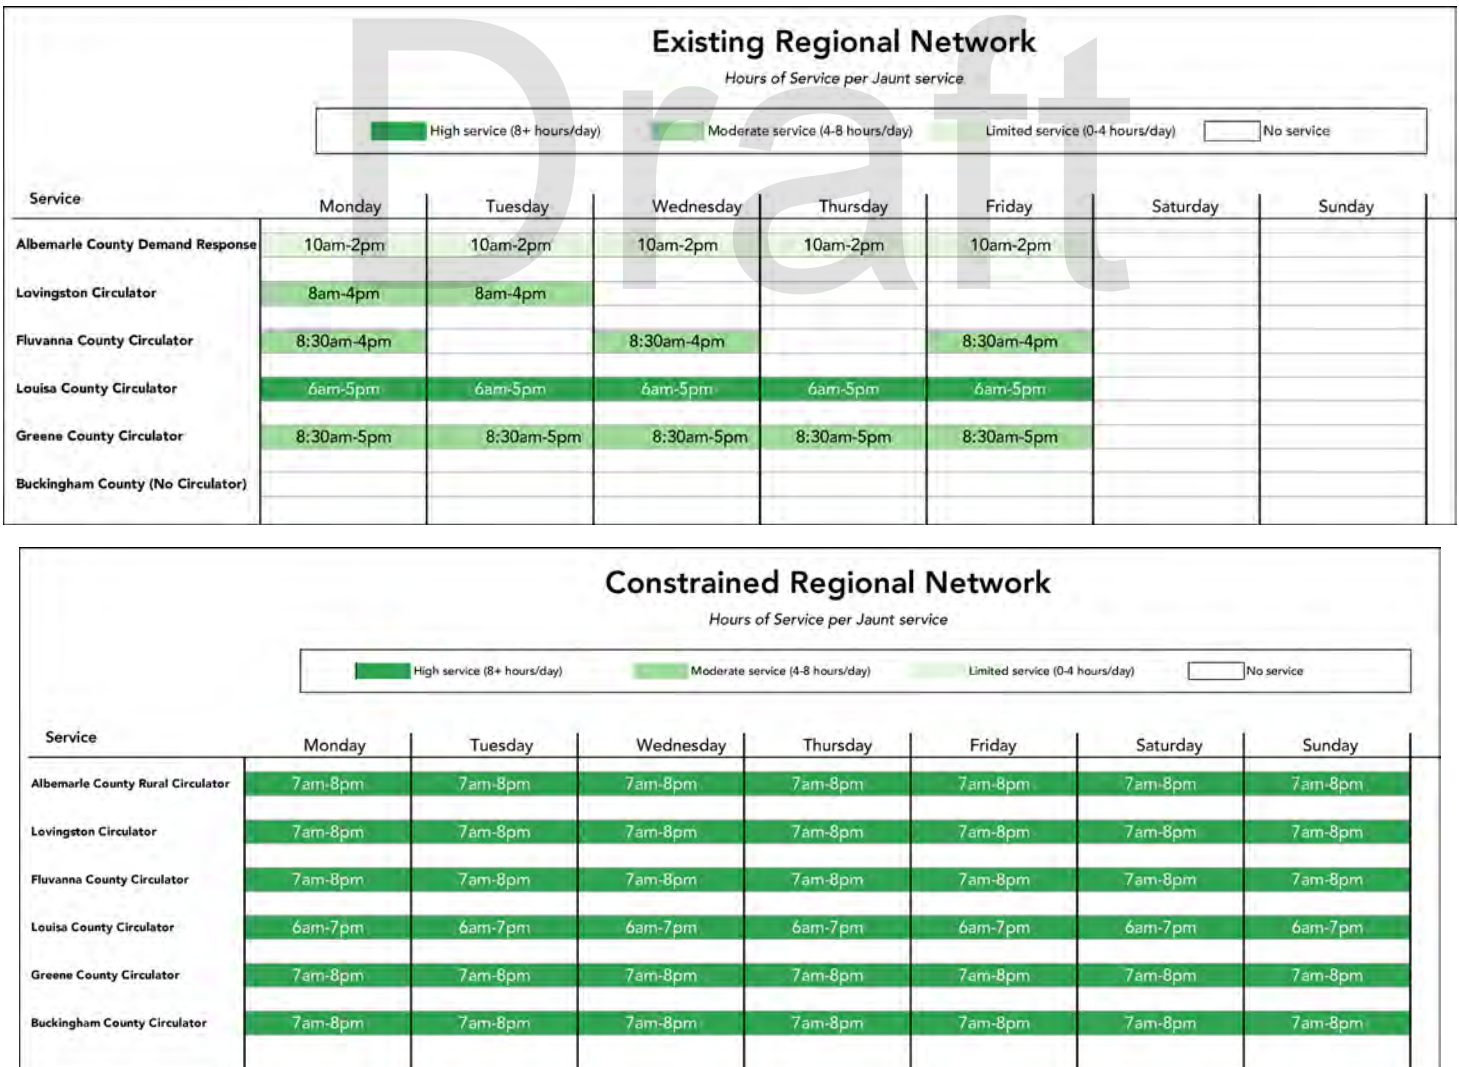 Draft
Existing Regional Network
Hours of Service per Jaunt service
High service (8+ hours/day) Moderate service (4-8 hours/day) Limited service (0-4 hours/day) No service
Service Monday Tuesday Wednesday Thursday Friday Saturday Sunday
Albemarle County Demand Response 10am-2pm 10am-2pm 10am-2pm 10am-2pm 10am-2pm
Lovingston Circulator 8am-4pm 8am-4pm
Fluvanna County Circulator 8:30am-4pm 8:30am-4pm 8:30am-4pm
Louisa County Circulator 6am-5pm 6am-5pm 6am-5pm 6am-5pm 6am-5pm
Greene County Circulator 8:30am-5pm 8:30am-5pm 8:30am-5pm 8:30am-5pm 8:30am-5pm
Buckingham County (No Circulator)
Constrained Regional Network
Hours of Service per Jaunt service
High service (8+ hours/day) Moderate service (4-8 hours/day) Limited service (0-4 hours/day) No service
Service Monday Tuesday Wednesday Thursday Friday Saturday Sunday
Albemarle County Rural Circulator 7am-8pm 7am-8pm 7am-8pm 7am-8pm 7am-8pm 7am-8pm 7am-8pm
Lovingston Circulator 7am-8pm 7am-8pm 7am-8pm 7am-8pm 7am-8pm 7am-8pm 7am-8pm
Fluvanna County Circulator 7am-8pm 7am-8pm 7am-8pm 7am-8pm 7am-8pm 7am-8pm 7am-8pm
Louisa County Circulator 6am-7pm 6am-7pm 6am-7pm 6am-7pm 6am-7pm 6am-7pm 6am-7pm
Greene County Circulator 7am-8pm 7am-8pm 7am-8pm 7am-8pm 7am-8pm 7am-8pm 7am-8pm
Buckingham County Circulator 7am-8pm 7am-8pm 7am-8pm 7am-8pm 7am-8pm 7am-8pm 7am-8pm